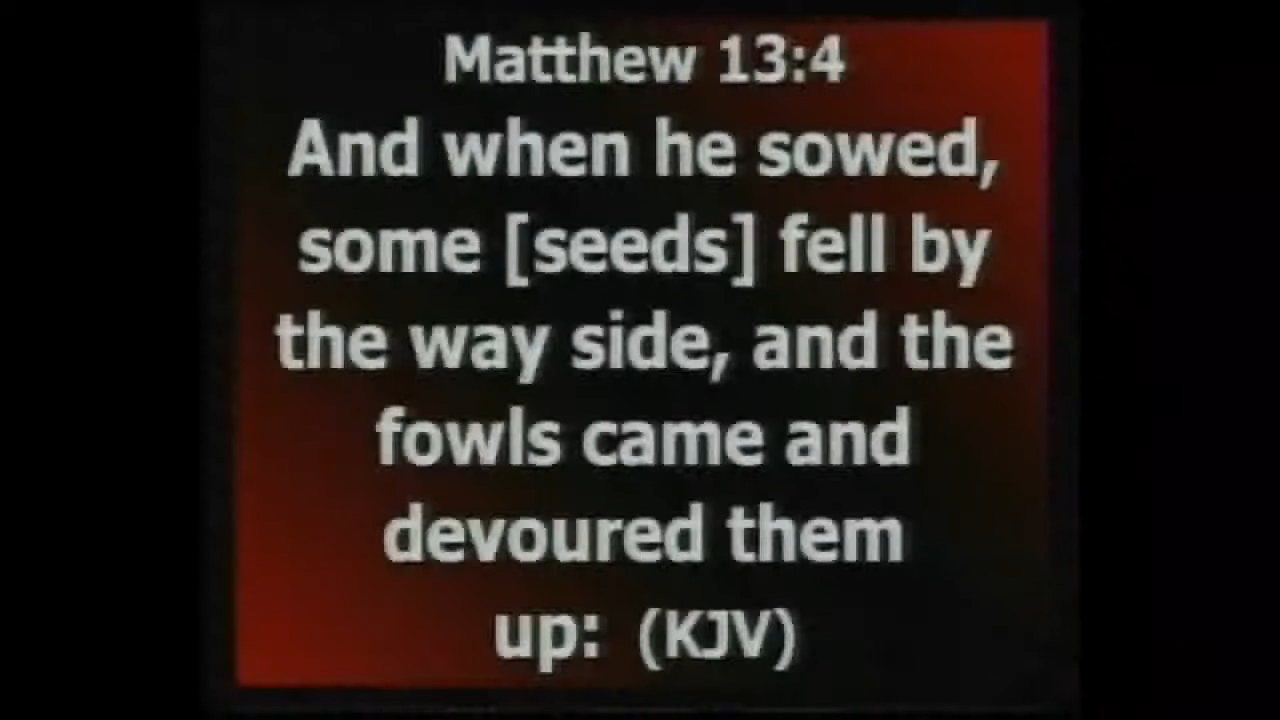 Matthew 13:4
And when he sowed,
some [seeds] fell by
the way side, and the
fowls came and
devoured them
up: (KJV)